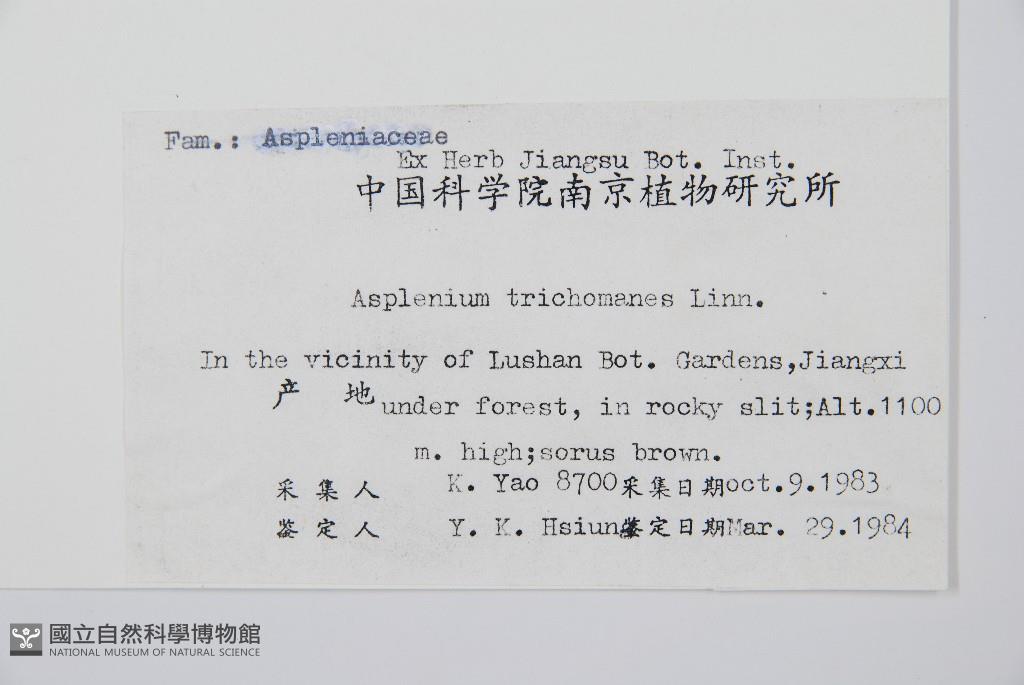 Fam.: Aspleniaceae
Ex Herb Jiangsu Bot. Inst.
中国科学院南京植物研究所
Asplenium trichomanes Linn.
In the vicinity of Lushan Bot. Gardens,Jiangxi
产 地 under forest, in rocky slit;Alt.1100
m. high;sorus brown.
采集人 K. Yao 8700 采集日期 oct.9.1983
鉴定人 Y. K. Hsiung 鉴定日期 Mar. 29.1984
國立自然科學博物館
NATIONAL MUSEUM OF NATURAL SCIENCE